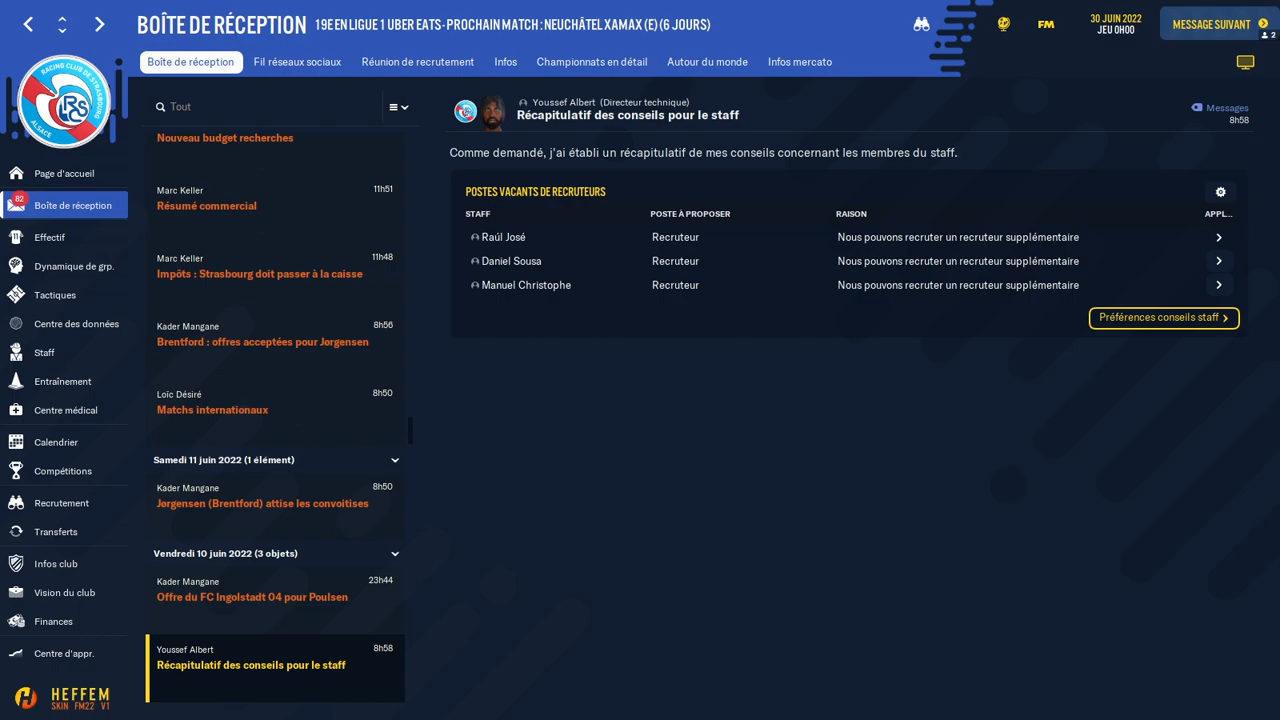 BOÎTE DE RÉCEPTION
19E EN LIGUE 1 UBER EATS - PROCHAIN MATCH : NEUCHÂTEL XAMAX (E) (6 JOURS)
FM
30 JUIN 2022
JEU 0H00
MESSAGE SUIVANT
2
Boîte de réception
Fil réseaux sociaux
Réunion de recrutement
Infos
Championnats en détail
Autour du monde
Infos mercato
RACING CLUB DE STRASBOURG
RCS
ALSACE
Page d'accueil
82
Boîte de réception
Effectif
Dynamique de grp.
Tactiques
Centre des données
Staff
Entraînement
Centre médical
Calendrier
Compétitions
Recrutement
Transferts
Infos club
Vision du club
Finances
Centre d'appr.
HEFFEM
SKIN FM22 V1
Tout
Nouveau budget recherches
Marc Keller 11h51
Résumé commercial
Marc Keller 11h48
Impôts : Strasbourg doit passer à la caisse
Kader Mangane 8h56
Brentford : offres acceptées pour Jørgensen
Loïc Désiré 8h50
Matchs internationaux
Samedi 11 juin 2022 (1 élément)
Kader Mangane 8h50
Jørgensen (Brentford) attise les convoitises
Vendredi 10 juin 2022 (3 objets)
Kader Mangane 23h44
Offre du FC Ingolstadt 04 pour Poulsen
Youssef Albert 8h58
Récapitulatif des conseils pour le staff
Youssef Albert (Directeur technique)
Récapitulatif des conseils pour le staff
Messages
8h58
Comme demandé, j'ai établi un récapitulatif de mes conseils concernant les membres du staff.
POSTES VACANTS DE RECRUTEURS
STAFF POSTE À PROPOSER RAISON APPL...
Raúl José Recruteur Nous pouvons recruter un recruteur supplémentaire
Daniel Sousa Recruteur Nous pouvons recruter un recruteur supplémentaire
Manuel Christophe Recruteur Nous pouvons recruter un recruteur supplémentaire
Préférences conseils staff